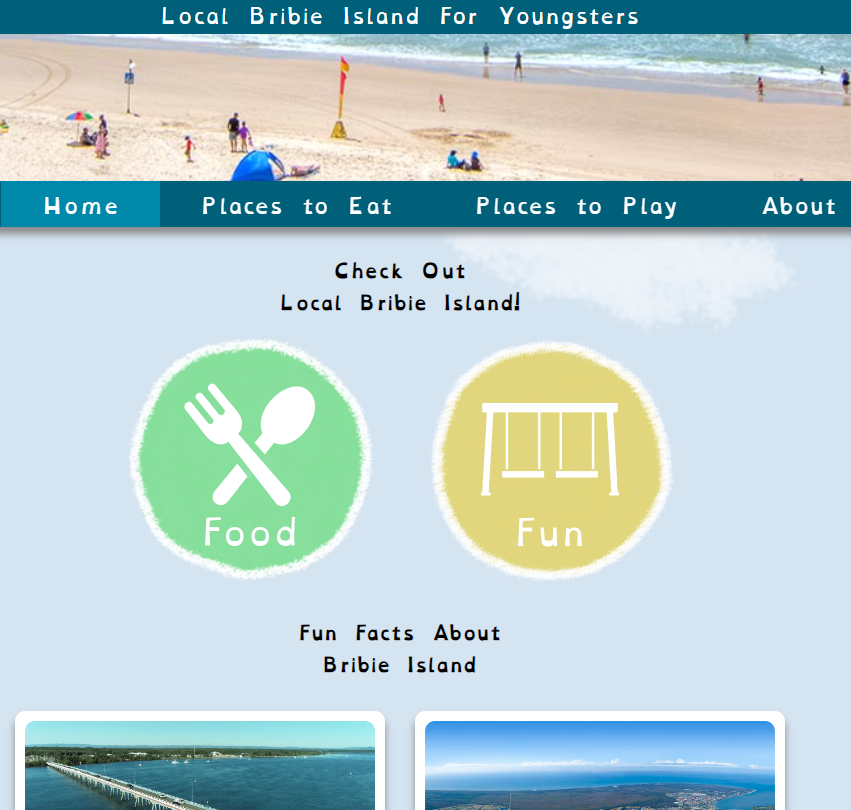 Local Bribie Island For Youngsters
Home Places to Eat Places to Play About
Check Out
Local Bribie Island!
Food Fun
Fun Facts About
Bribie Island